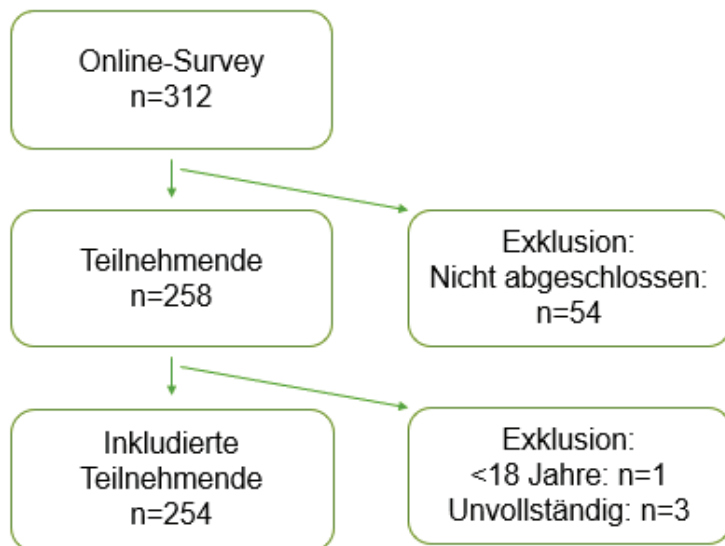 Online-Survey
n=312
Teilnehmende
n=258
Exklusion:
Nicht abgeschlossen:
n=54
Inkludierte
Teilnehmende
n=254
Exklusion:
<18 Jahre: n=1
Unvollständig: n=3